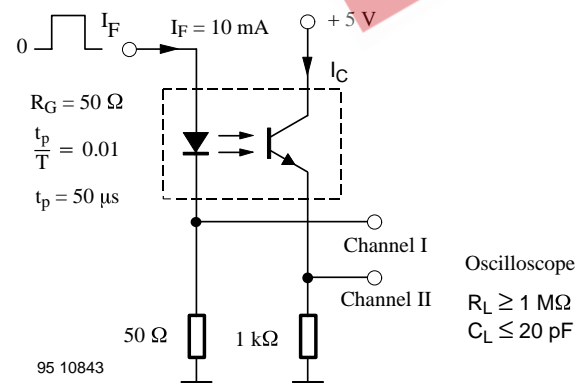 0
I_F
I_F = 10 mA
+ 5 V
I_C
R_G = 50 Ω
t_p/T = 0.01
t_p = 50 μs
Channel I
Channel II
Oscilloscope
R_L ≥ 1 MΩ
C_L ≤ 20 pF
50 Ω
1 kΩ
95 10843